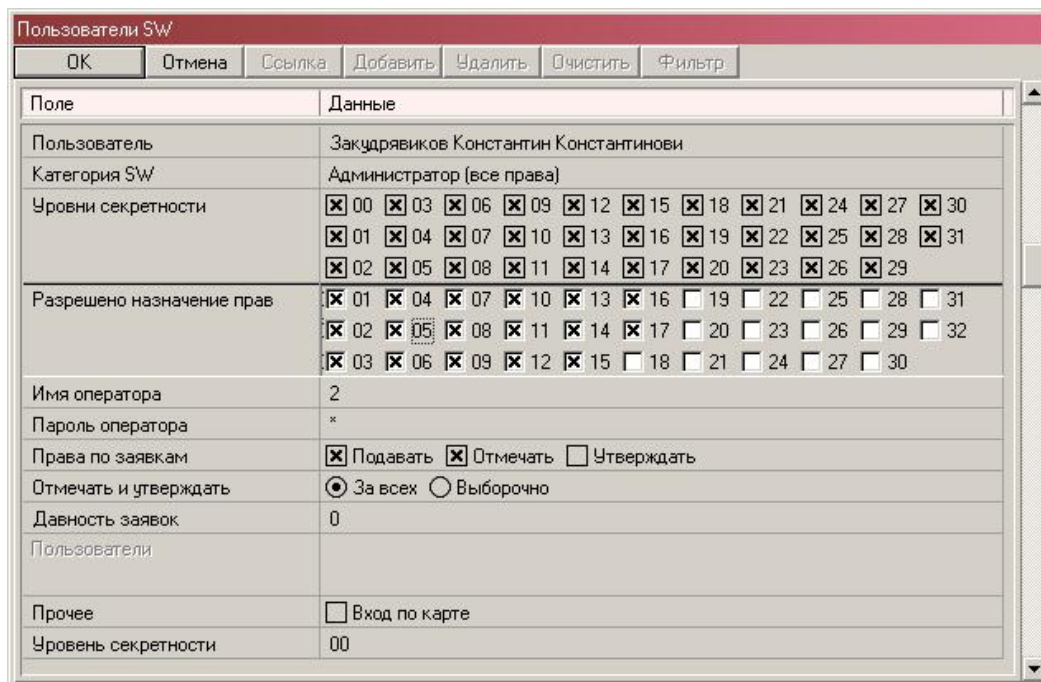 Пользователи SW
OK Отмена Ссылка Добавить Удалить Очистить Фильтр
Поле Данные
Пользователь Закудрявиков Константин Константинови
Категория SW Администратор (все права)
Уровни секретности 00 03 06 09 12 15 18 21 24 27 30
01 04 07 10 13 16 19 22 25 28 31
02 05 08 11 14 17 20 23 26 29
Разрешено назначение прав 01 04 07 10 13 16 19 22 25 28 31
02 05 08 11 14 17 20 23 26 29 32
03 06 09 12 15 18 21 24 27 30
Имя оператора 2
Пароль оператора *
Права по заявкам Подавать Отмечать Утверждать
Отмечать и утверждать За всех Выборочно
Давность заявок 0
Пользователи
Прочее Вход по карте
Уровень секретности 00